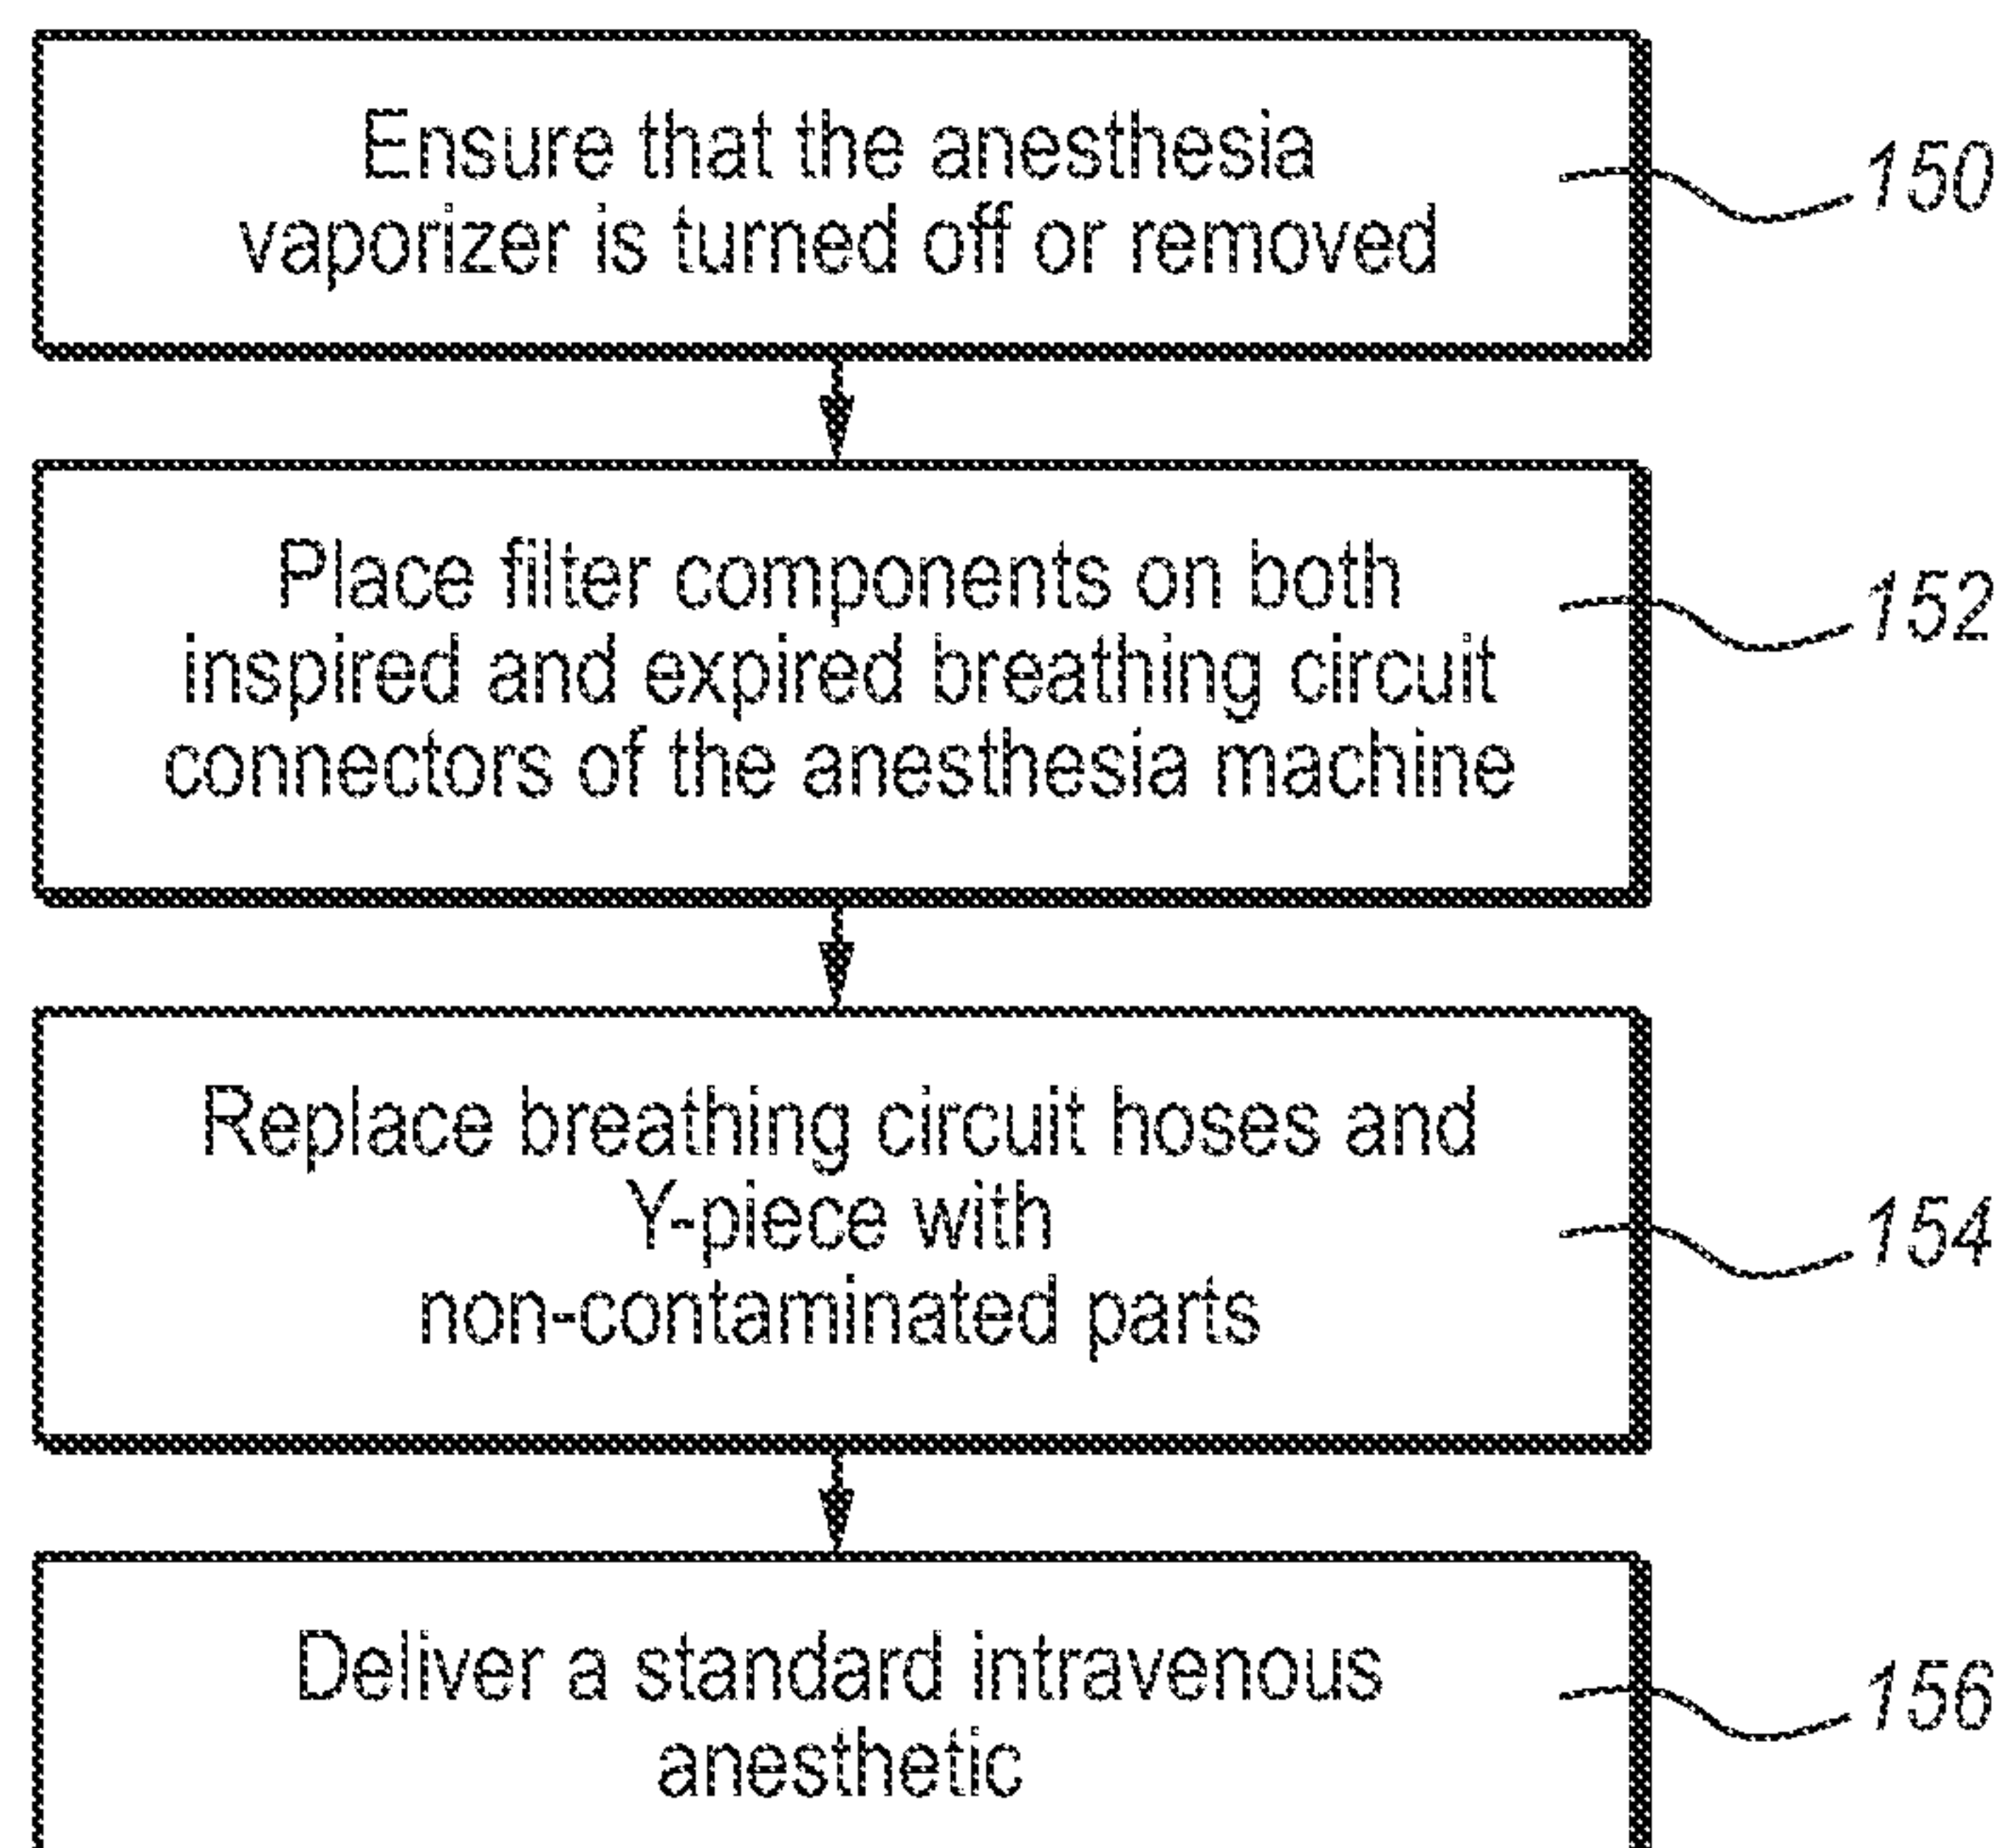 Ensure that the anesthesia
vaporizer is turned off or removed
150
Place filter components on both
inspired and expired breathing circuit
connectors of the anesthesia machine
152
Replace breathing circuit hoses and
Y-piece with
non-contaminated parts
154
Deliver a standard intravenous
anesthetic
156